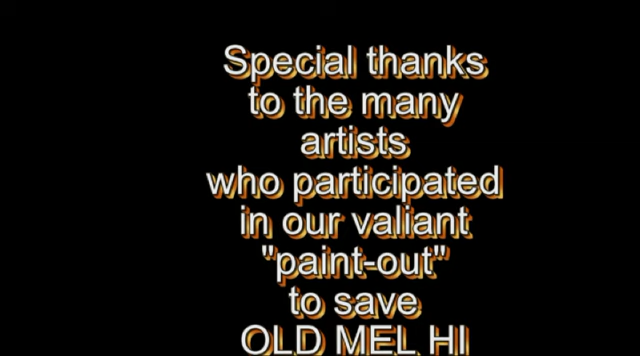 Special thanks
to the many
artists
who participated
in our valiant
"paint-out"
to save
OLD MEL HI